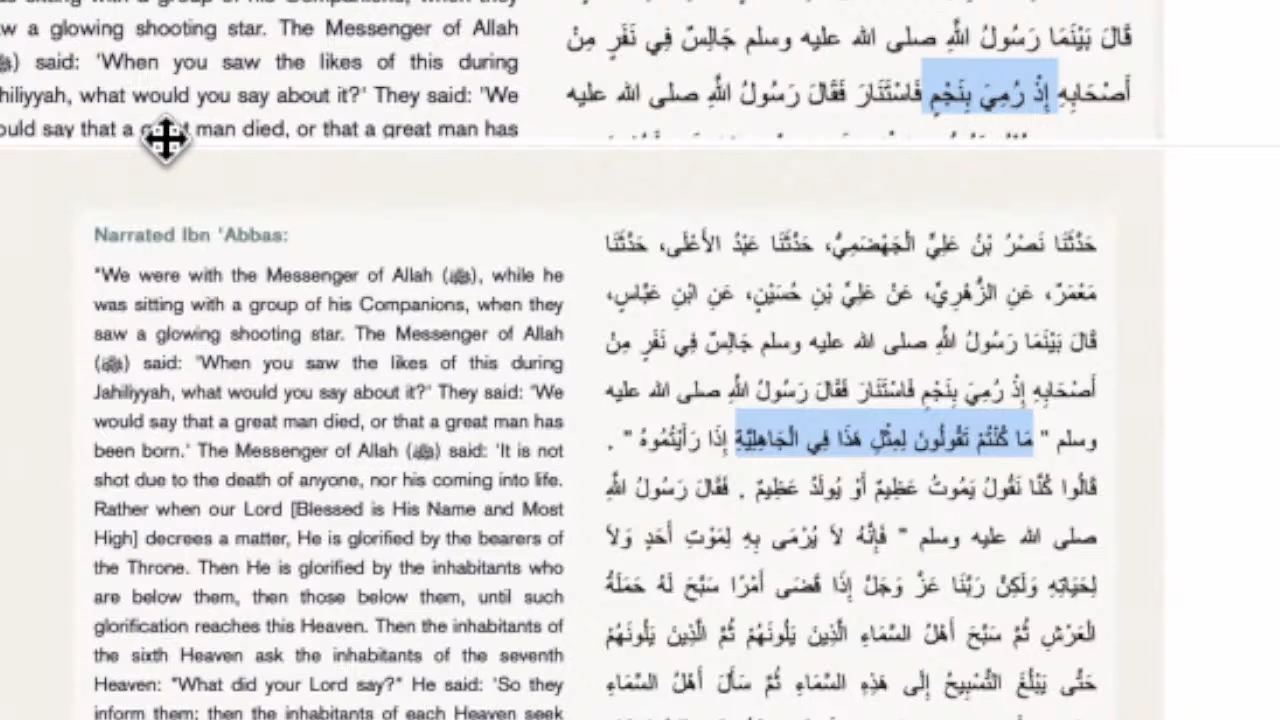 w a glowing shooting star. The Messenger of Allah
said: 'When you saw the likes of this during
hiliyyah, what would you say about it?' They said: 'We
ould say that a great man died, or that a great man has
قَالَ بَيْنَمَا رَسُولُ اللَّهِ صلى الله عليه وسلم جَالِسٌ فِي نَفَرٍ مِنْ
أَصْحَابِهِ إِذْ رُمِيَ بِنَجْمٍ فَاسْتَنَارَ فَقَالَ رَسُولُ اللَّهِ صلى الله عليه
Narrated Ibn 'Abbas:
"We were with the Messenger of Allah (ﷺ), while he
was sitting with a group of his Companions, when they
saw a glowing shooting star. The Messenger of Allah
(ﷺ) said: 'When you saw the likes of this during
Jahiliyyah, what would you say about it?' They said: 'We
would say that a great man died, or that a great man has
been born.' The Messenger of Allah (ﷺ) said: 'It is not
shot due to the death of anyone, nor his coming into life.
Rather when our Lord [Blessed is His Name and Most
High] decrees a matter, He is glorified by the bearers of
the Throne. Then He is glorified by the inhabitants who
are below them, then those below them, until such
glorification reaches this Heaven. Then the inhabitants of
the sixth Heaven ask the inhabitants of the seventh
Heaven: "What did your Lord say?" He said: 'So they
inform them; then the inhabitants of each Heaven seek
حَدَّثَنَا نَصْرُ بْنُ عَلِيٍّ الْجَهْضَمِيُّ، حَدَّثَنَا عَبْدُ الأَعْلَى، حَدَّثَنَا
مَعْمَرٌ، عَنِ الزُّهْرِيِّ، عَنْ عَلِيِّ بْنِ حُسَيْنٍ، عَنِ ابْنِ عَبَّاسٍ،
قَالَ بَيْنَمَا رَسُولُ اللَّهِ صلى الله عليه وسلم جَالِسٌ فِي نَفَرٍ مِنْ
أَصْحَابِهِ إِذْ رُمِيَ بِنَجْمٍ فَاسْتَنَارَ فَقَالَ رَسُولُ اللَّهِ صلى الله عليه
وسلم " مَا كُنْتُمْ تَقُولُونَ لِمِثْلِ هَذَا فِي الْجَاهِلِيَّةِ إِذَا رَأَيْتُمُوهُ " .
قَالُوا كُنَّا نَقُولُ يَمُوتُ عَظِيمٌ أَوْ يُولَدُ عَظِيمٌ . فَقَالَ رَسُولُ اللَّهِ
صلى الله عليه وسلم " فَإِنَّهُ لاَ يُرْمَى بِهِ لِمَوْتِ أَحَدٍ وَلاَ
لِحَيَاتِهِ وَلَكِنَّ رَبَّنَا عَزَّ وَجَلَّ إِذَا قَضَى أَمْرًا سَبَّحَ لَهُ حَمَلَةُ
الْعَرْشِ ثُمَّ سَبَّحَ أَهْلُ السَّمَاءِ الَّذِينَ يَلُونَهُمْ ثُمَّ الَّذِينَ يَلُونَهُمْ
حَتَّى يَبْلُغَ التَّسْبِيحُ إِلَى هَذِهِ السَّمَاءِ ثُمَّ سَأَلَ أَهْلُ السَّمَاءِ